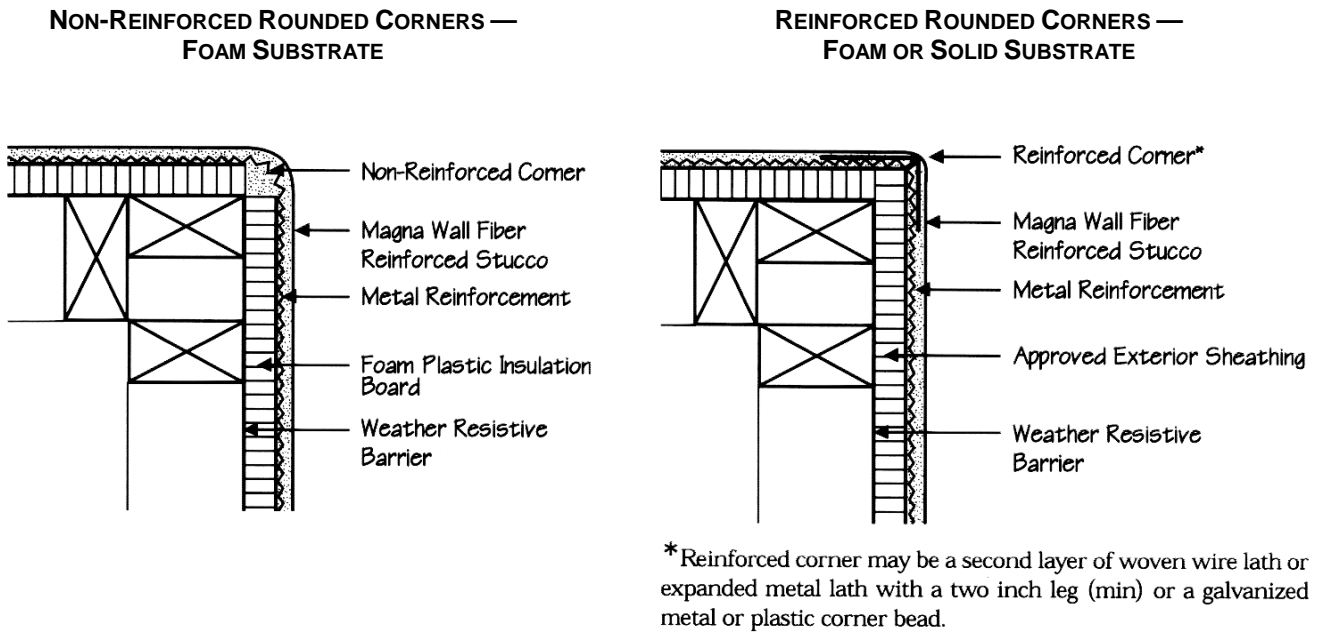 NON-REINFORCED ROUNDED CORNERS —
FOAM SUBSTRATE
Non-Reinforced Corner
Magna Wall Fiber
Reinforced Stucco
Metal Reinforcement
Foam Plastic Insulation
Board
Weather Resistive
Barrier
REINFORCED ROUNDED CORNERS —
FOAM OR SOLID SUBSTRATE
Reinforced Corner*
Magna Wall Fiber
Reinforced Stucco
Metal Reinforcement
Approved Exterior Sheathing
Weather Resistive
Barrier
*Reinforced corner may be a second layer of woven wire lath or
expanded metal lath with a two inch leg (min) or a galvanized
metal or plastic corner bead.